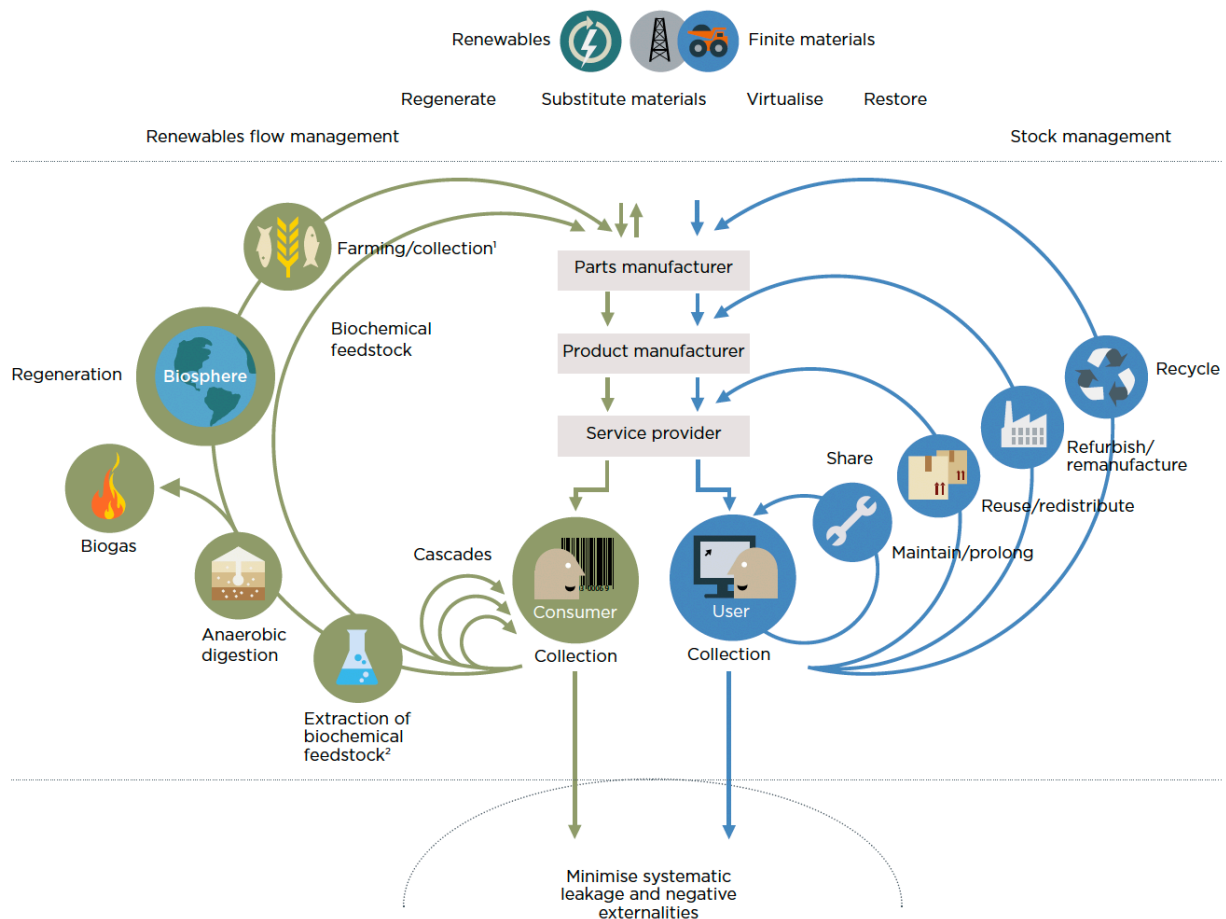 Renewables
Finite materials
Regenerate
Substitute materials
Virtualise
Restore
Renewables flow management
Stock management
Farming/collection¹
Parts manufacturer
Biochemical
feedstock
Product manufacturer
Regeneration
Biosphere
Recycle
Service provider
Share
Refurbish/
remanufacture
Reuse/redistribute
Biogas
Cascades
Maintain/prolong
Consumer
User
Anaerobic
digestion
Collection
Collection
Extraction of
biochemical
feedstock²
Minimise systematic
leakage and negative
externalities